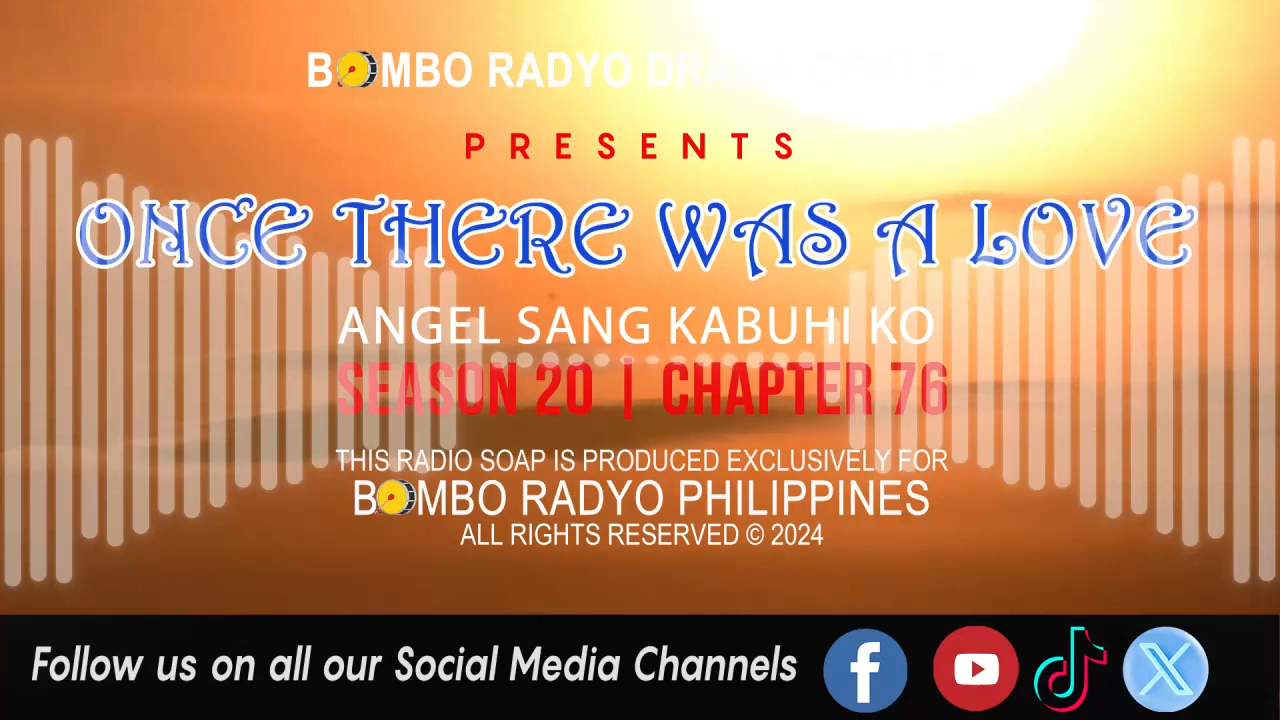 BOMBO RADYO
PRESENTS
ONCE THERE WAS A LOVE
ANGEL SANG KABUHI KO
SEASON 20 | CHAPTER 76
THIS RADIO SOAP IS PRODUCED EXCLUSIVELY FOR
BOMBO RADYO PHILIPPINES
ALL RIGHTS RESERVED © 2024
Follow us on all our Social Media Channels